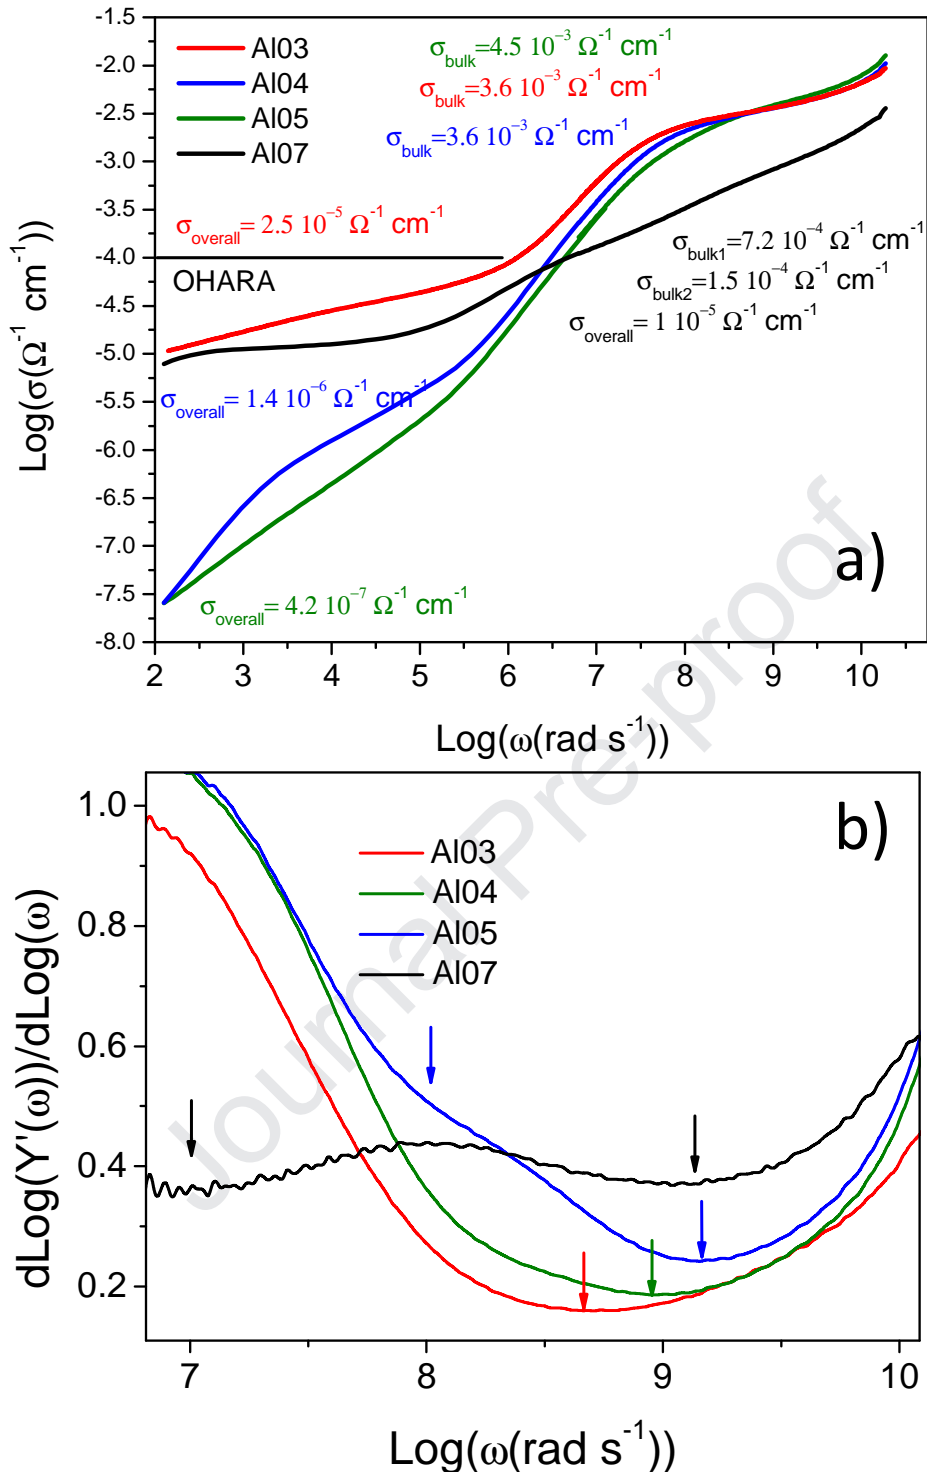 -1.5
-2.0
-2.5
-3.0
-3.5
-4.0
-4.5
-5.0
-5.5
-6.0
-6.5
-7.0
-7.5
-8.0
Log(σ(Ω⁻¹ cm⁻¹))
Al03
Al04
Al05
Al07
σbulk=4.5 10⁻³ Ω⁻¹ cm⁻¹
σbulk=3.6 10⁻³ Ω⁻¹ cm⁻¹
σbulk=3.6 10⁻³ Ω⁻¹ cm⁻¹
σoverall= 2.5 10⁻⁵ Ω⁻¹ cm⁻¹
OHARA
σbulk1=7.2 10⁻⁴ Ω⁻¹ cm⁻¹
σbulk2=1.5 10⁻⁴ Ω⁻¹ cm⁻¹
σoverall= 1 10⁻⁵ Ω⁻¹ cm⁻¹
σoverall= 1.4 10⁻⁶ Ω⁻¹ cm⁻¹
σoverall= 4.2 10⁻⁷ Ω⁻¹ cm⁻¹
a)
2 3 4 5 6 7 8 9 10
Log(ω(rad s⁻¹))
Journal Pre-proof
b)
1.0
0.8
0.6
0.4
0.2
dLog(Y'(ω))/dLog(ω)
Al03
Al04
Al05
Al07
7 8 9 10
Log(ω(rad s⁻¹))